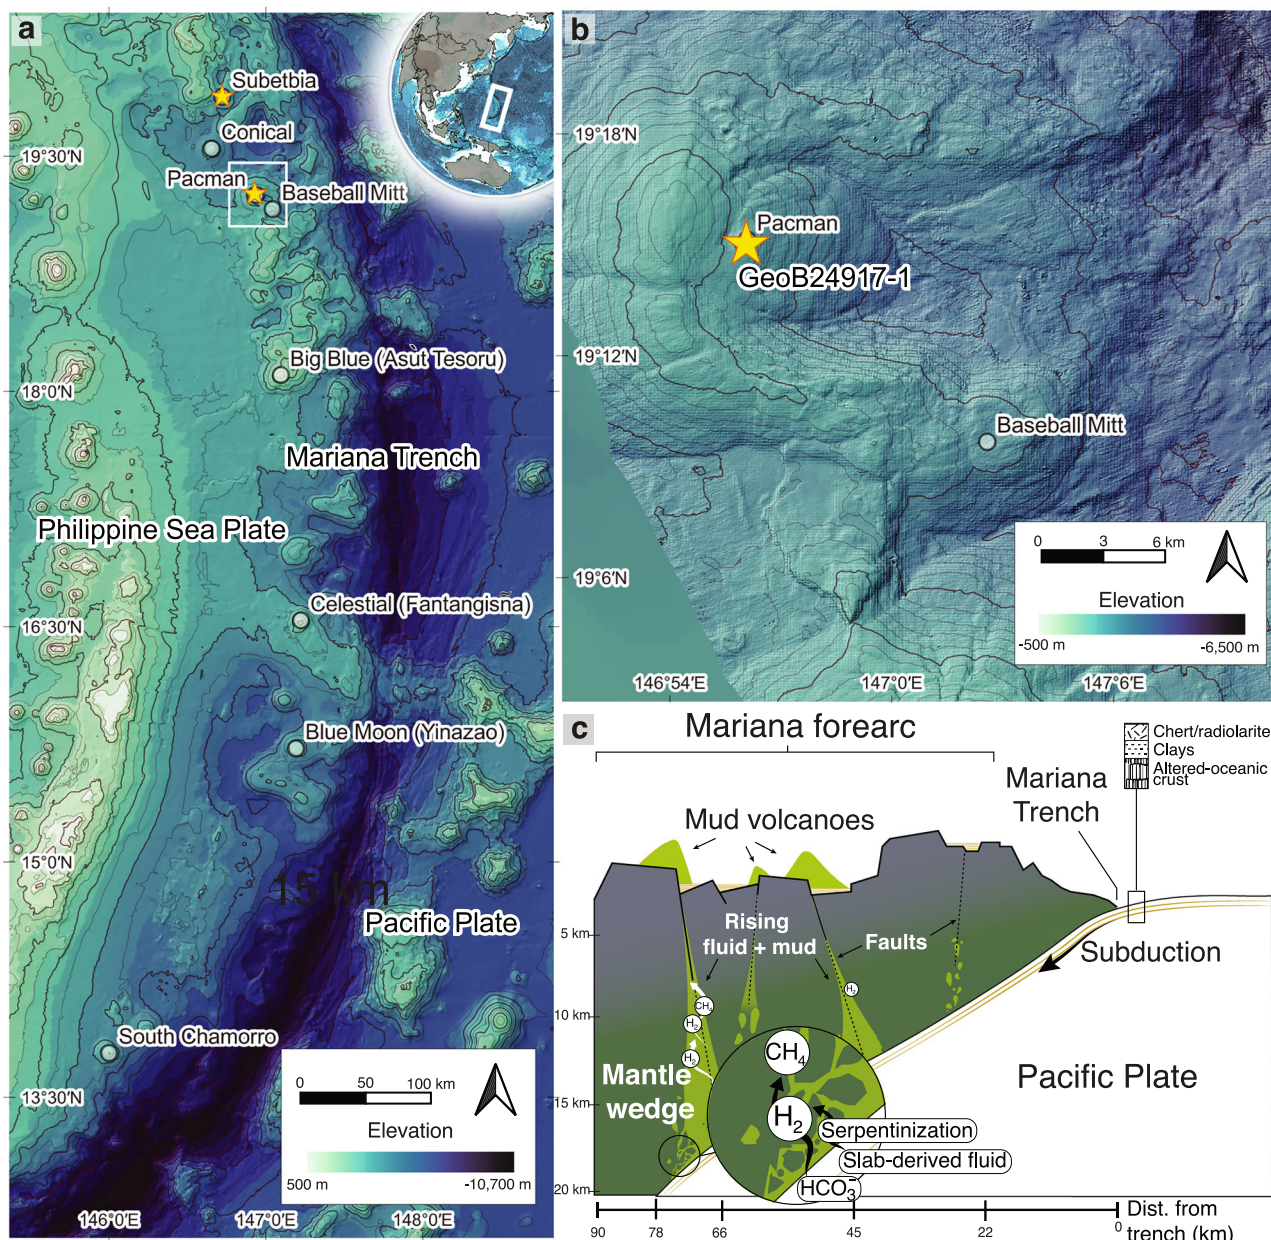 a
Subetbia
Conical
19°30′N
Pacman
Baseball Mitt
Big Blue (Asùt Tesoru)
18°0′N
Mariana Trench
Philippine Sea Plate
Celestial (Fantangisña)
16°30′N
Blue Moon (Yinazao)
15°0′N
15 km
Pacific Plate
South Chamorro
13°30′N
0 50 100 km
Elevation
500 m -10,700 m
146°0′E 147°0′E 148°0′E
b
19°18′N
Pacman
GeoB24917-1
19°12′N
Baseball Mitt
19°6′N
0 3 6 km
Elevation
-500 m -6,500 m
146°54′E 147°0′E 147°6′E
c
Mariana forearc
Chert/radiolarite
Clays
Altered-oceanic
crust
Mariana
Trench
Mud volcanoes
Rising
fluid + mud
Faults
5 km
Subduction
H₂
CH₄
10 km
H₂
H₂
CH₄
Mantle
wedge
Pacific Plate
15 km
H₂
Serpentinization
Slab-derived fluid
HCO₃⁻
20 km
90 78 66 45 22 0
Dist. from
trench (km)